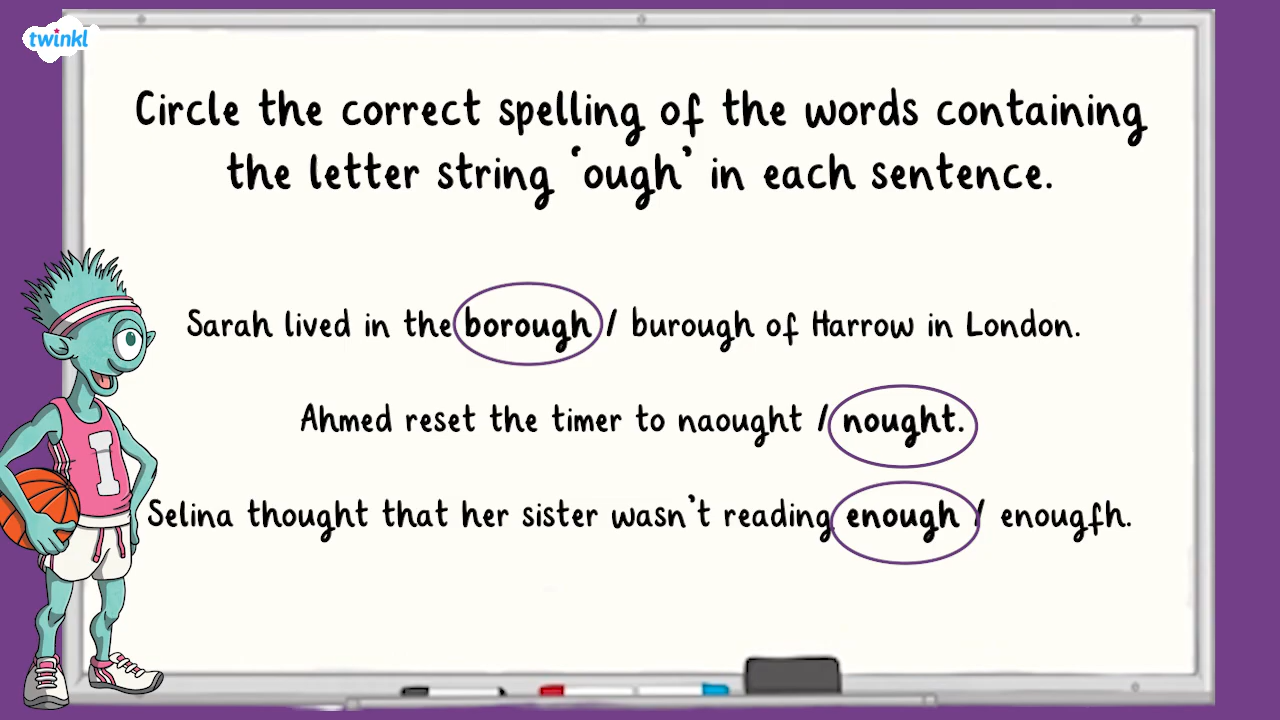 twinkl
Circle the correct spelling of the words containing
the letter string ‘ough’ in each sentence.
Sarah lived in the borough / burough of Harrow in London.
Ahmed reset the timer to naought / nought.
1
Selina thought that her sister wasn’t reading enough / enougfh.